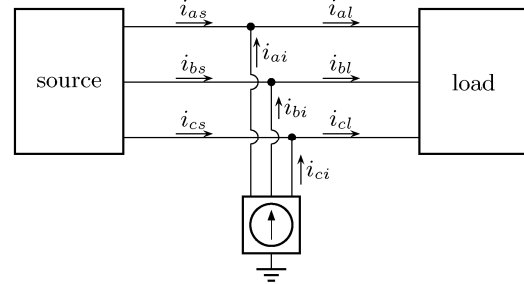 i_as i_al
i_ai
source i_bs i_bl load
i_bi
i_cs i_cl
i_ci